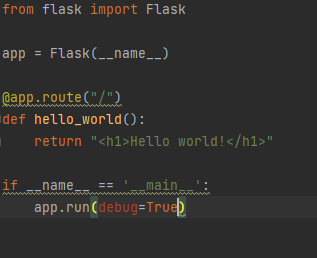 from flask import Flask
app = Flask(__name__)
@app.route("/")
def hello_world():
    return "<h1>Hello world!</h1>"
if __name__ == '__main__':
    app.run(debug=True)